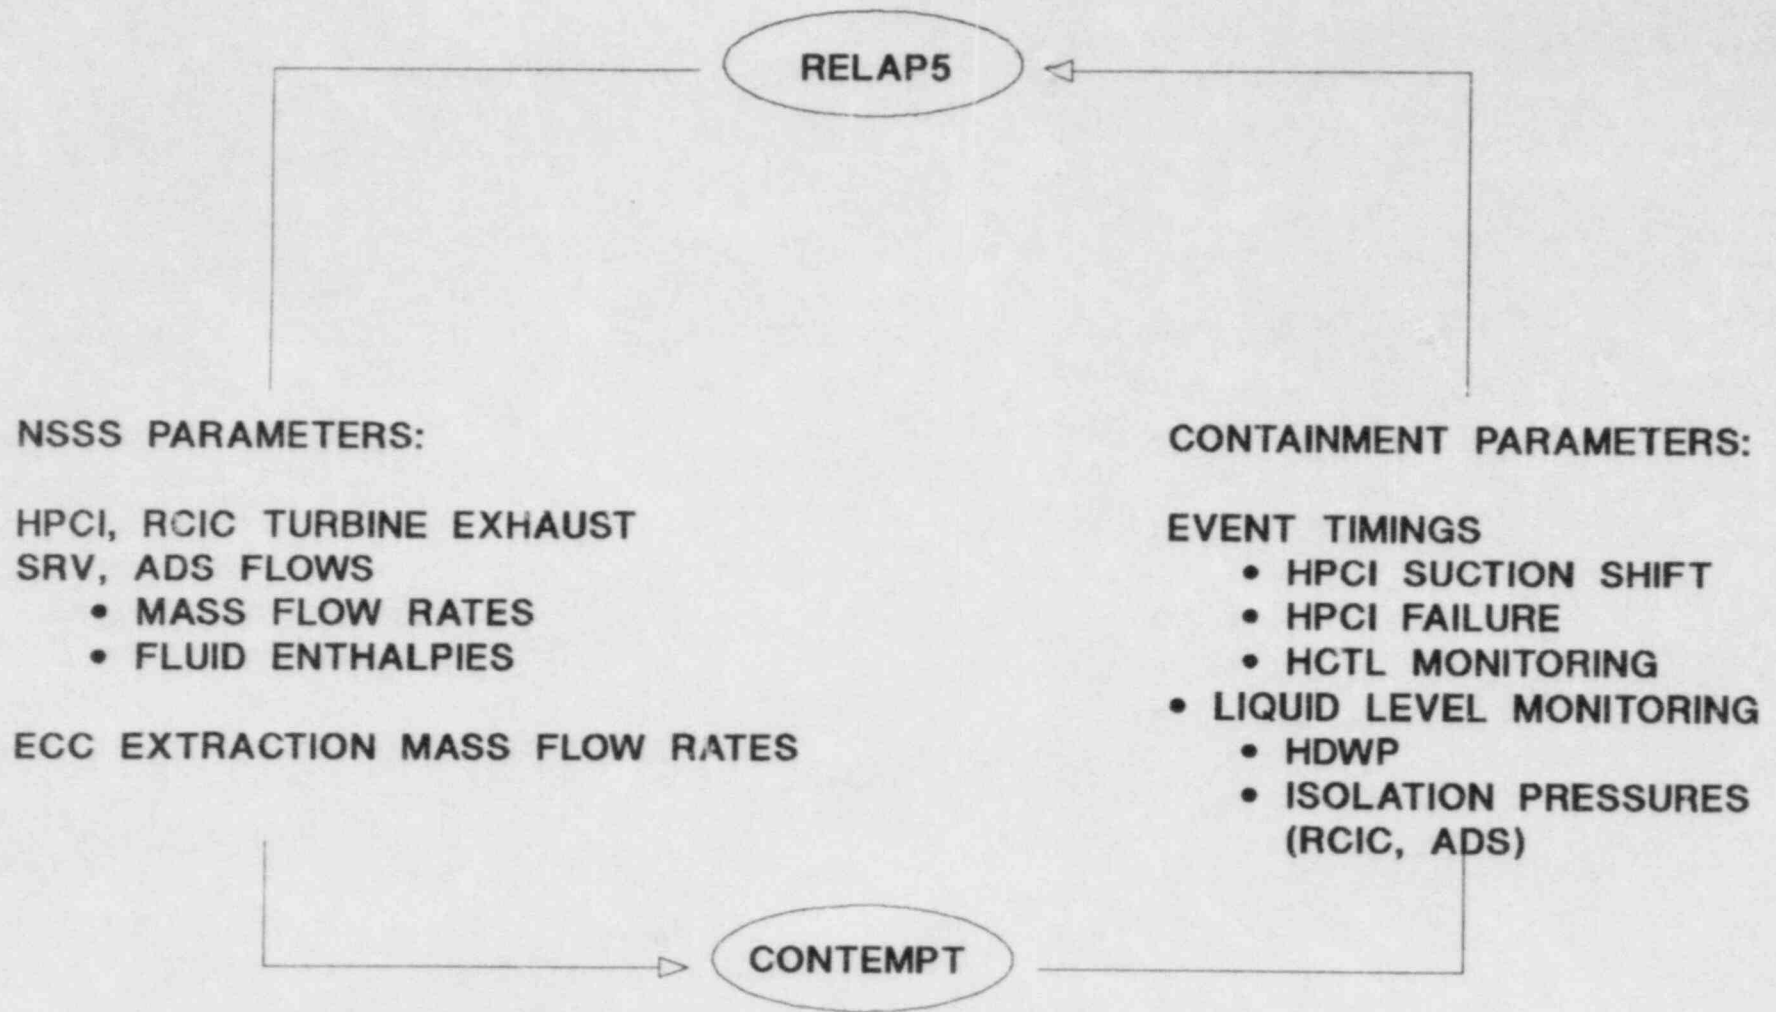 RELAP5
NSSS PARAMETERS:
HPCI, RCIC TURBINE EXHAUST
SRV, ADS FLOWS
• MASS FLOW RATES
• FLUID ENTHALPIES
ECC EXTRACTION MASS FLOW RATES
CONTAINMENT PARAMETERS:
EVENT TIMINGS
• HPCI SUCTION SHIFT
• HPCI FAILURE
• HCTL MONITORING
• LIQUID LEVEL MONITORING
• HDWP
• ISOLATION PRESSURES
(RCIC, ADS)
CONTEMPT